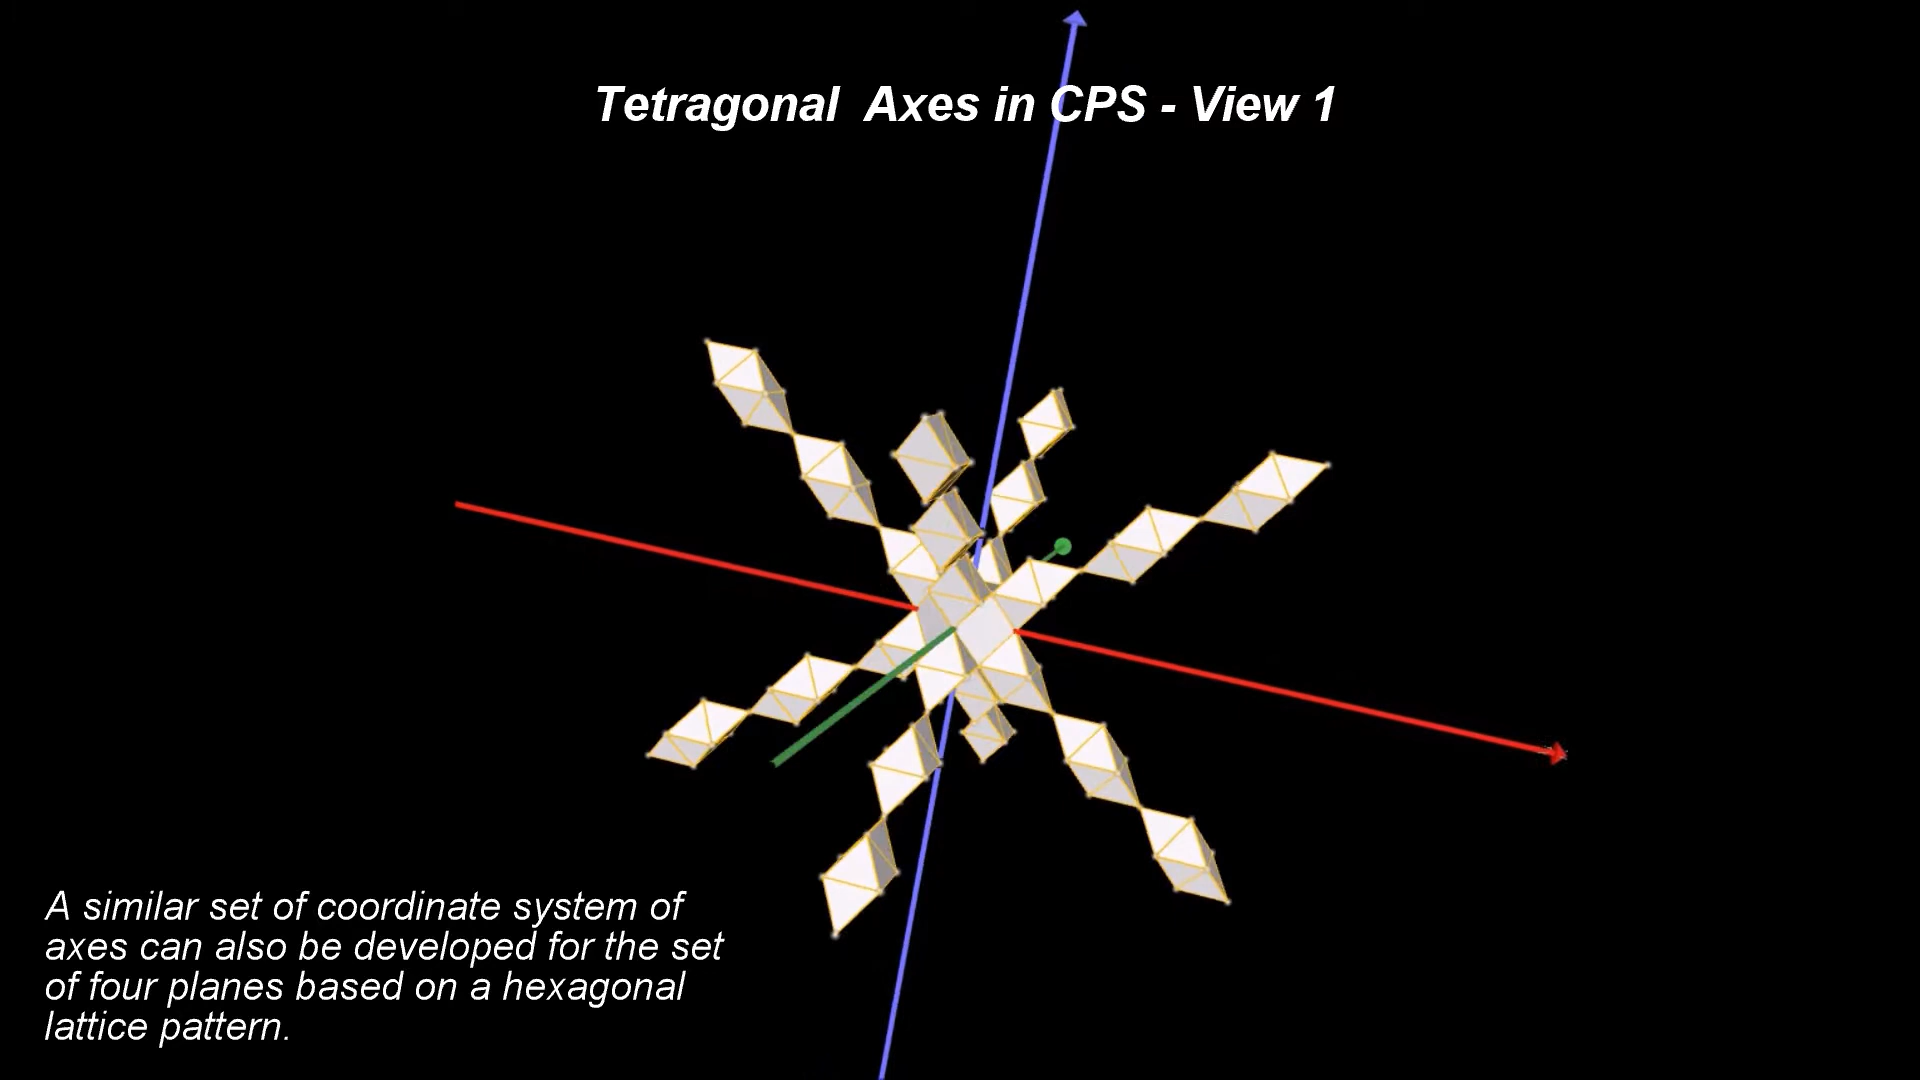 Tetragonal  Axes in CPS - View 1
A similar set of coordinate system of
axes can also be developed for the set
of four planes based on a hexagonal
lattice pattern.